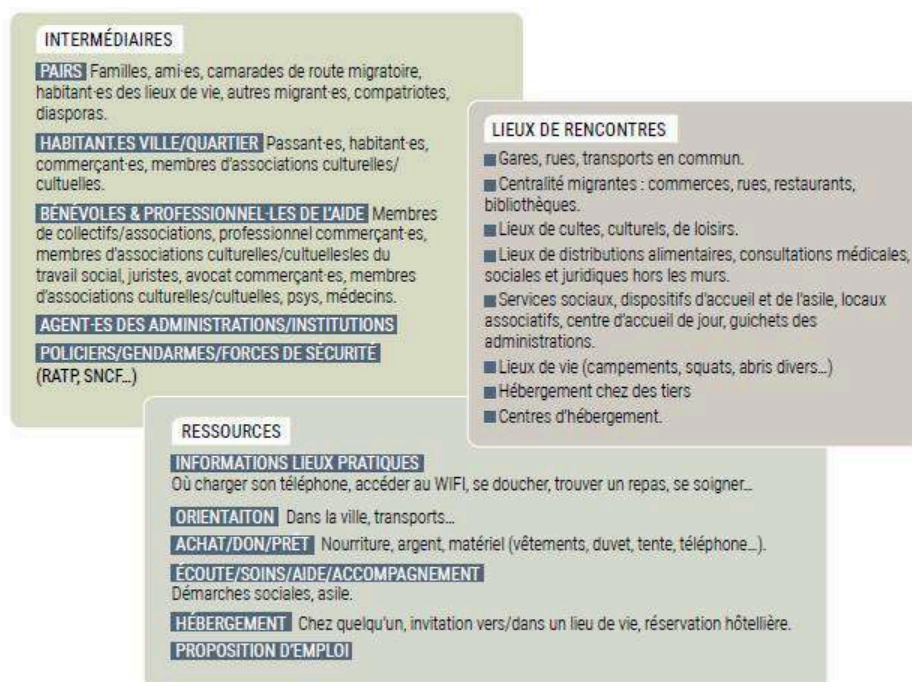 INTERMÉDIAIRES
PAIRS Familles, ami·es, camarades de route migratoire,
habitant·es des lieux de vie, autres migrant·es, compatriotes,
diasporas.
HABITANT.ES VILLE/QUARTIER Passant·es, habitant·es,
commerçant·es, membres d'associations culturelles/
cultuelles.
BÉNÉVOLES & PROFESSIONNEL·LES DE L'AIDE Membres
de collectifs/associations, professionnel commerçant·es,
membres d'associations culturelles/cultuellesles du
travail social, juristes, avocat commerçant·es, membres
d'associations culturelles/cultuelles, psys, médecins.
AGENT·ES DES ADMINISTRATIONS/INSTITUTIONS
POLICIERS/GENDARMES/FORCES DE SÉCURITÉ
(RATP, SNCF...)
LIEUX DE RENCONTRES
■ Gares, rues, transports en commun.
■ Centralité migrantes : commerces, rues, restaurants,
bibliothèques.
■ Lieux de cultes, culturels, de loisirs.
■ Lieux de distributions alimentaires, consultations médicales,
sociales et juridiques hors les murs.
■ Services sociaux, dispositifs d'accueil et de l'asile, locaux
associatifs, centre d'accueil de jour, guichets des
administrations.
■ Lieux de vie (campements, squats, abris divers...)
■ Hébergement chez des tiers
■ Centres d'hébergement.
RESSOURCES
INFORMATIONS LIEUX PRATIQUES
Où charger son téléphone, accéder au WIFI, se doucher, trouver un repas, se soigner...
ORIENTAITON Dans la ville, transports...
ACHAT/DON/PRÊT Nourriture, argent, matériel (vêtements, duvet, tente, téléphone...).
ÉCOUTE/SOINS/AIDE/ACCOMPAGNEMENT
Démarches sociales, asile.
HÉBERGEMENT Chez quelqu'un, invitation vers/dans un lieu de vie, réservation hôtellière.
PROPOSITION D'EMPLOI